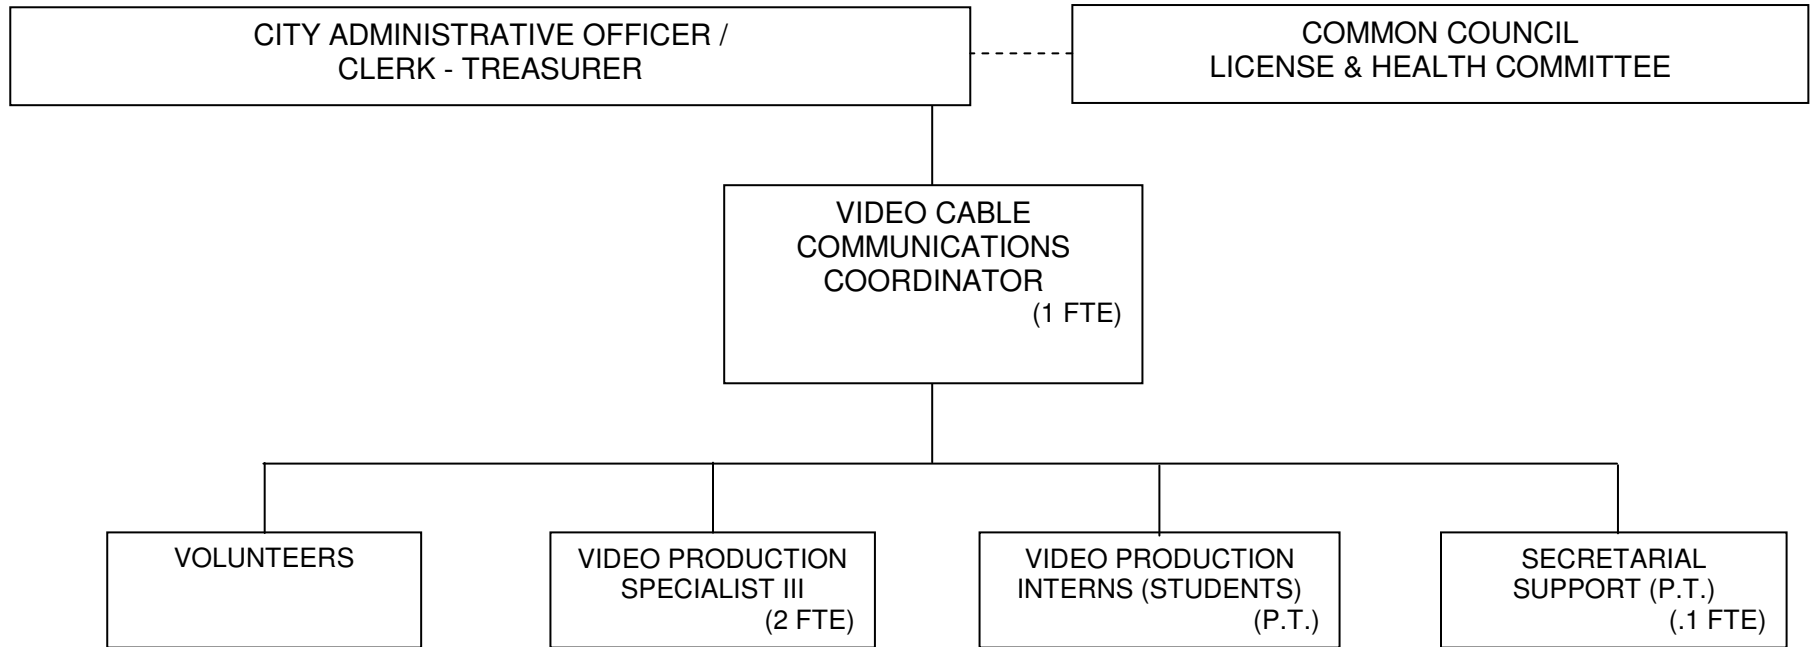 CITY ADMINISTRATIVE OFFICER /
CLERK - TREASURER
COMMON COUNCIL
LICENSE & HEALTH COMMITTEE
VIDEO CABLE
COMMUNICATIONS
COORDINATOR
(1 FTE)
VOLUNTEERS
VIDEO PRODUCTION
SPECIALIST III
(2 FTE)
VIDEO PRODUCTION
INTERNS (STUDENTS)
(P.T.)
SECRETARIAL
SUPPORT (P.T.)
(.1 FTE)